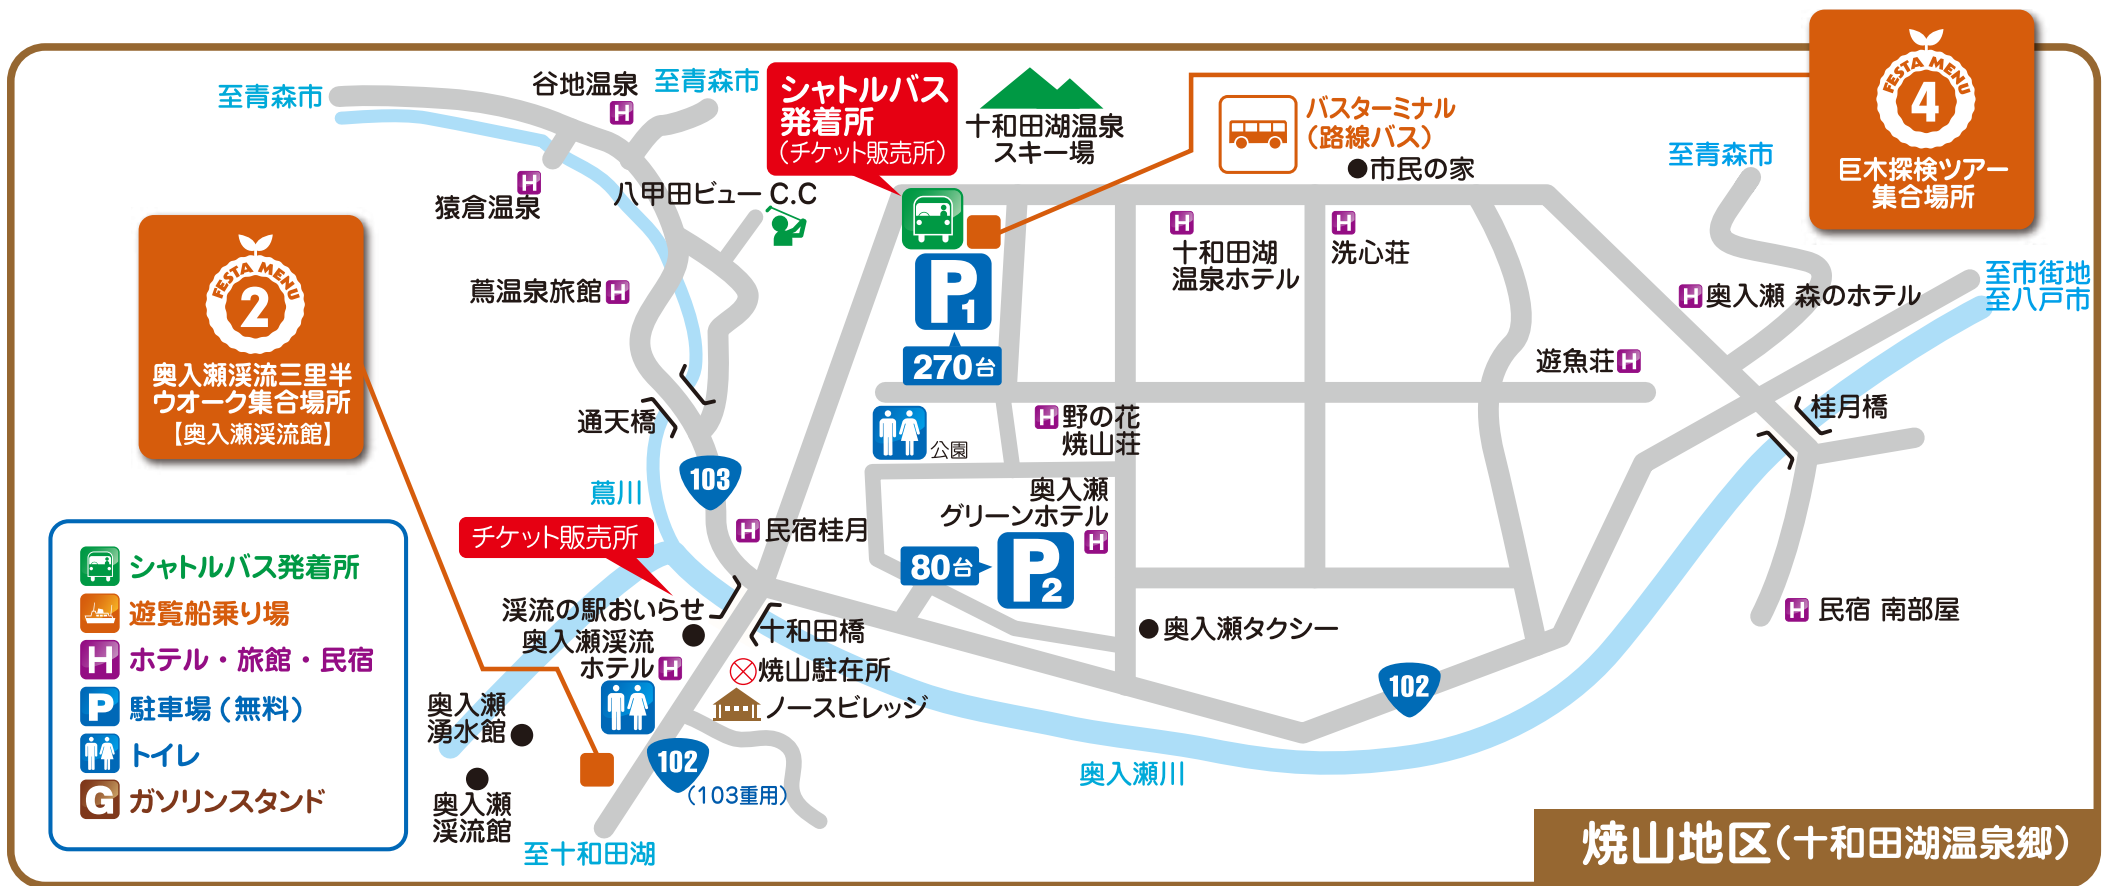 至青森市
谷地温泉
至青森市
シャトルバス
発着所
（チケット販売所）
十和田湖温泉
スキー場
バスターミナル
（路線バス）
市民の家
至青森市
FESTA MENU
4
巨木探検ツアー
集合場所
猿倉温泉
八甲田ビューC.C
蔦温泉旅館
FESTA MENU
2
奥入瀬渓流三里半
ウオーク集合場所
【奥入瀬渓流館】
P1
270台
十和田湖
温泉ホテル
洗心荘
奥入瀬 森のホテル
至市街地
至八戸市
遊魚荘
桂月橋
通天橋
公園
野の花
焼山荘
103
蔦川
チケット販売所
民宿桂月
奥入瀬
グリーンホテル
80台
P2
渓流の駅おいらせ
奥入瀬渓流
ホテル
十和田橋
焼山駐在所
ノースビレッジ
奥入瀬タクシー
民宿 南部屋
102
奥入瀬
湧水館
奥入瀬
渓流館
102
（103重用）
奥入瀬川
至十和田湖
シャトルバス発着所
遊覧船乗り場
H ホテル・旅館・民宿
P 駐車場（無料）
トイレ
G ガソリンスタンド
焼山地区（十和田湖温泉郷）